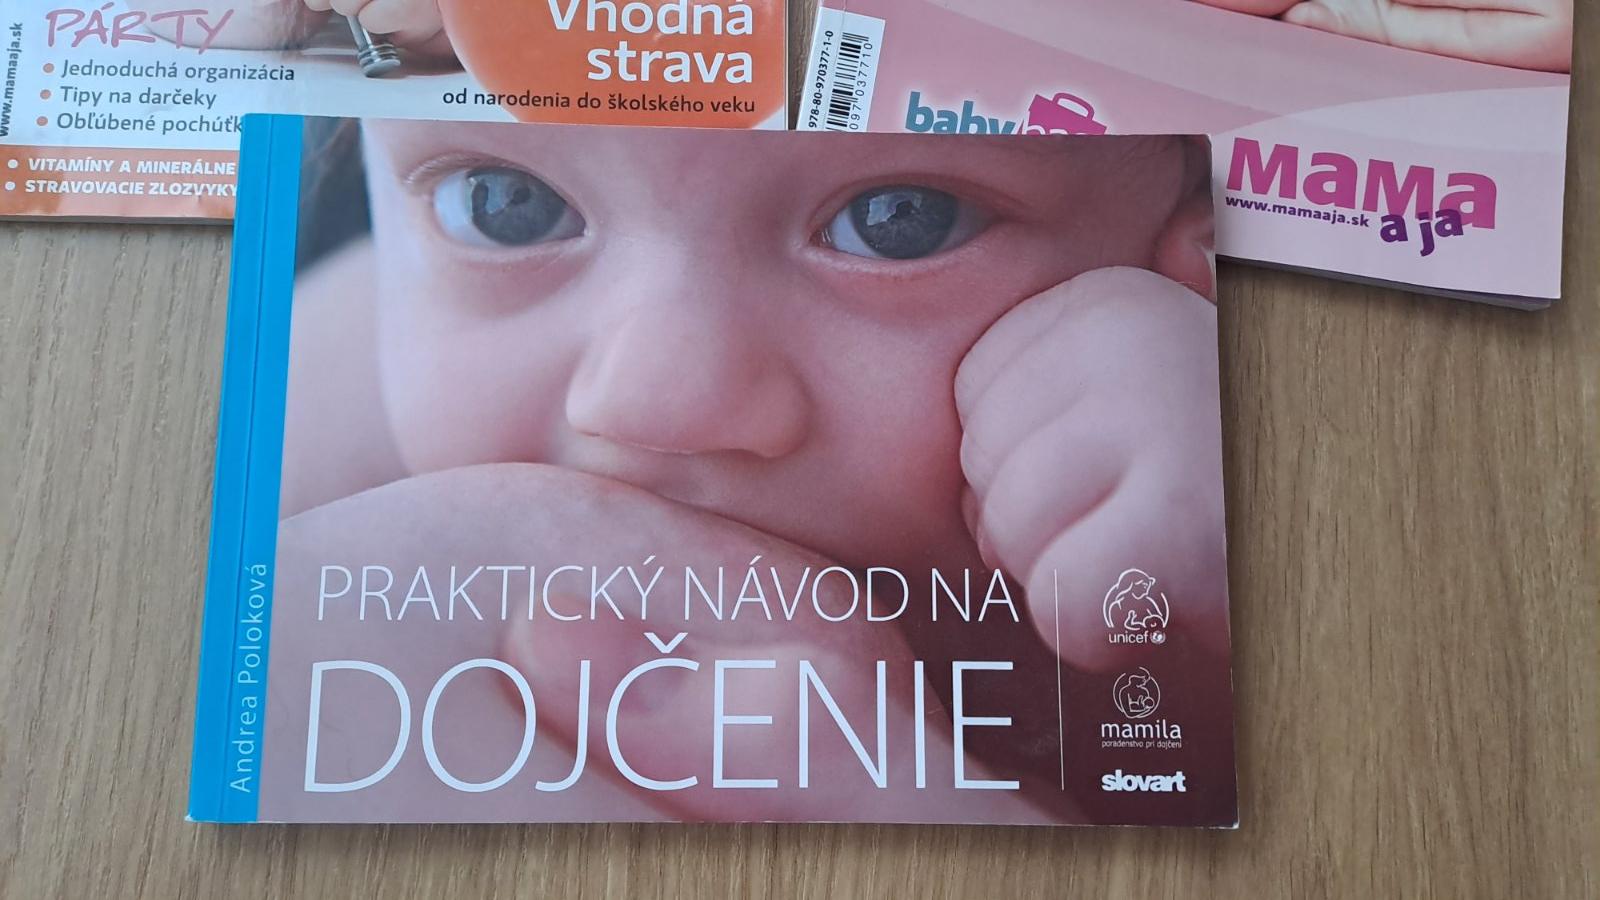 www.mamaaja.sk
PÁRTY
Jednoduchá organizácia
Tipy na darčeky
Obľúbené
VITAMÍNY A MINERÁLNE
STRAVOVACIE ZLOZVYKY
Vhodná
strava
od narodenia do školského veku
978-80-970377-1-0
baby
MaMa
www.mamaaja.sk
a ja
Andrea Poloková
PRAKTICKÝ NÁVOD NA
DOJČENIE
unicef
mamila
poradenstvo pri dojčení
slovart